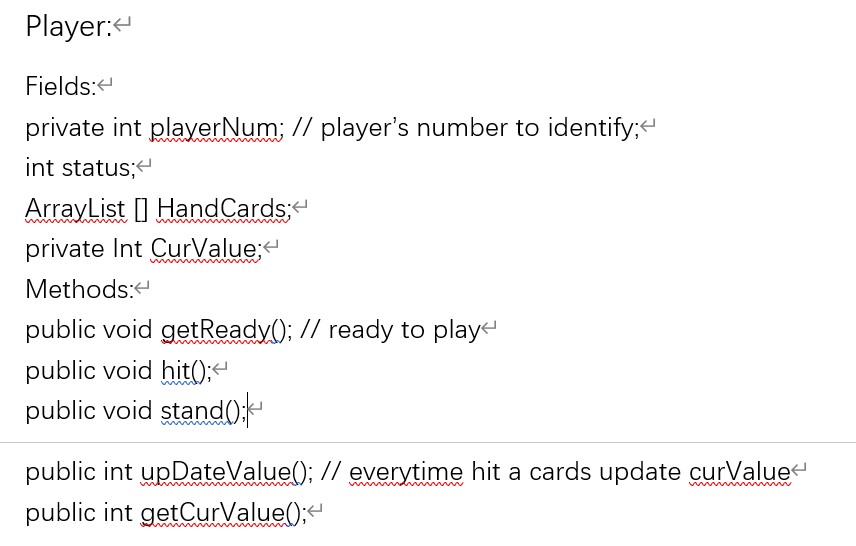 Player:
Fields:
private int playerNum; // player’s number to identify;
int status;
ArrayList [] HandCards;
private Int CurValue;
Methods:
public void getReady(); // ready to play
public void hit();
public void stand();
public int upDateValue(); // everytime hit a cards update curValue
public int getCurValue();